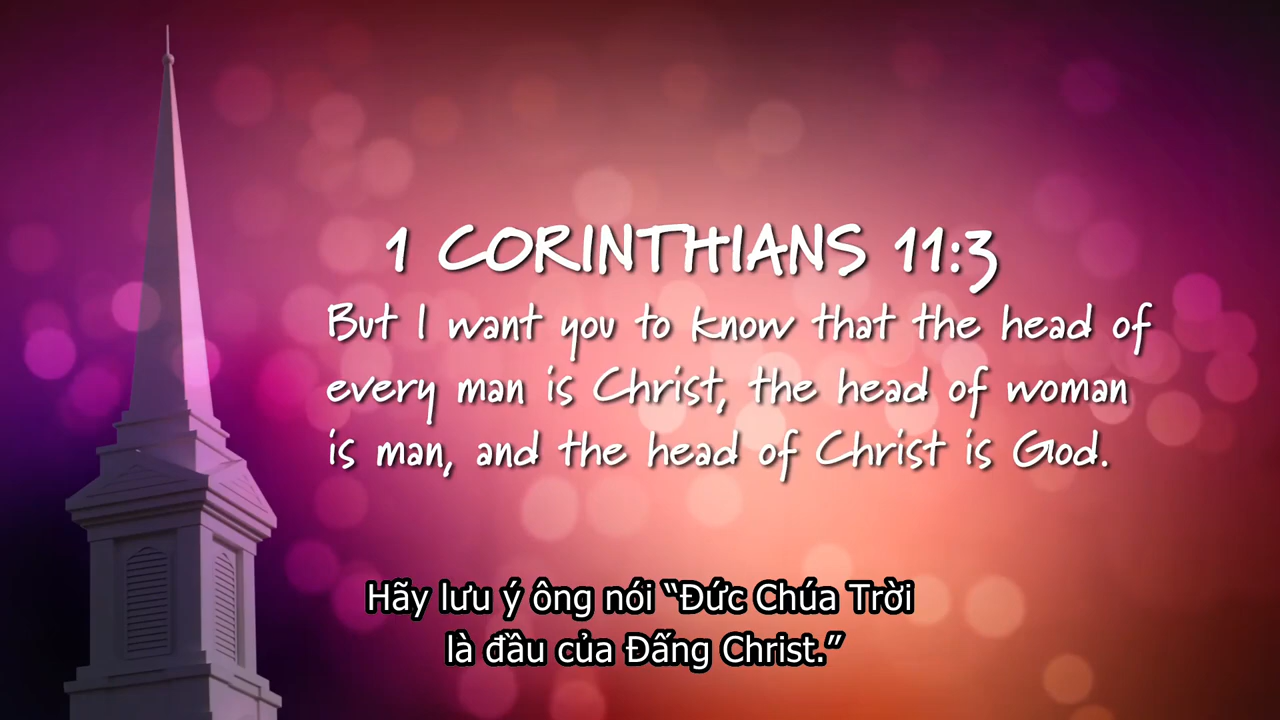 1 CORINTHIANS 11:3
But I want you to know that the head of
every man is Christ, the head of woman
is man, and the head of Christ is God.
Hãy lưu ý ông nói “Đức Chúa Trời
là đầu của Đấng Christ.”